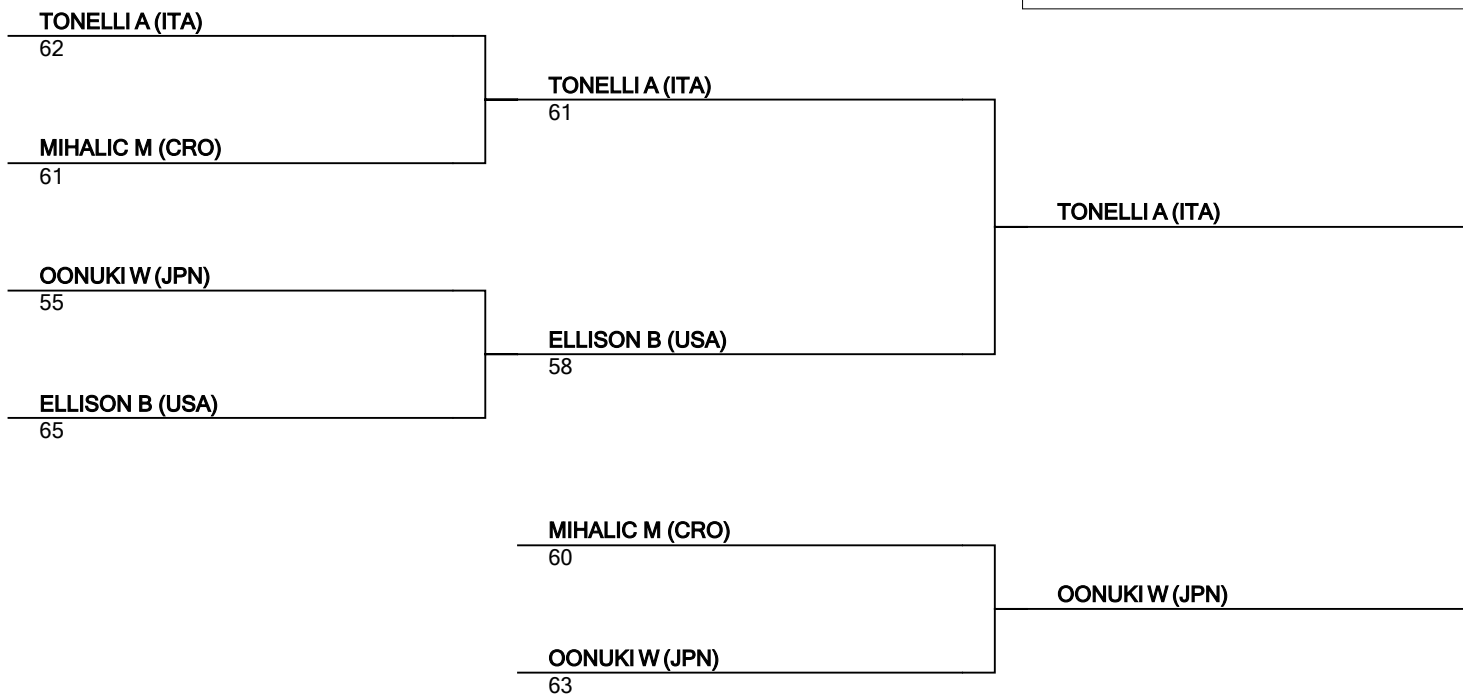 TONELLI A (ITA)
62
MIHALIC M (CRO)
61
OONUKI W (JPN)
55
ELLISON B (USA)
65
TONELLI A (ITA)
61
ELLISON B (USA)
58
TONELLI A (ITA)
MIHALIC M (CRO)
60
OONUKI W (JPN)
63
OONUKI W (JPN)